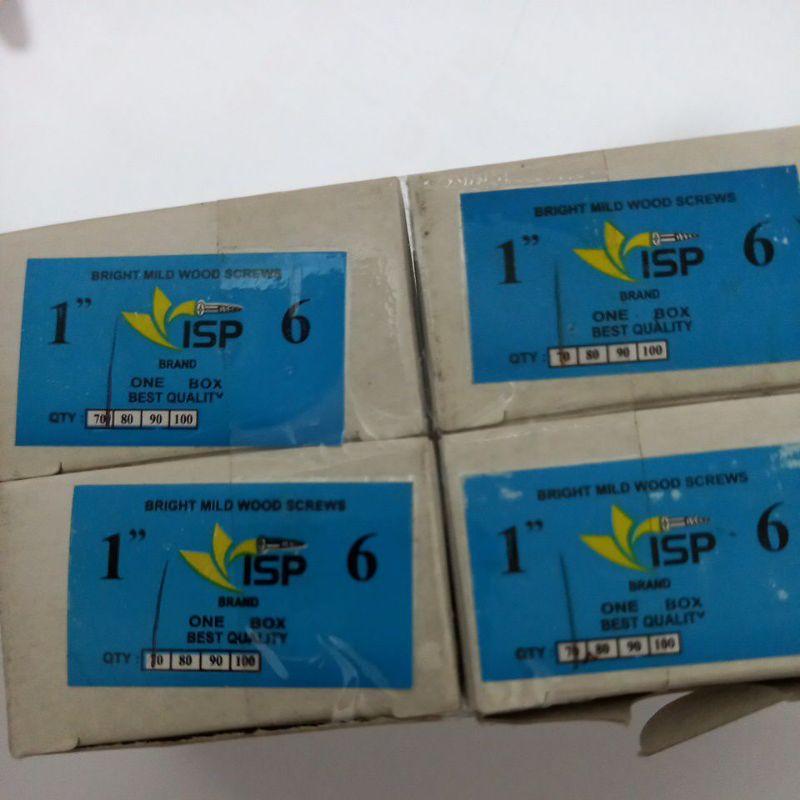 BRIGHT MILD WOOD SCREWS
1" ISP 6
BRAND
ONE BOX
BEST QUALITY
QTY : 70 80 90 100
BRIGHT MILD WOOD SCREWS
1" ISP 6
BRAND
ONE BOX
BEST QUALITY
QTY : 70 80 90 100
BRIGHT MILD WOOD SCREWS
1" ISP 6
BRAND
ONE BOX
BEST QUALITY
QTY : 70 80 90 100
BRIGHT MILD WOOD SCREWS
1" ISP 6
BRAND
ONE BOX
BEST QUALITY
QTY : 70 80 90 100